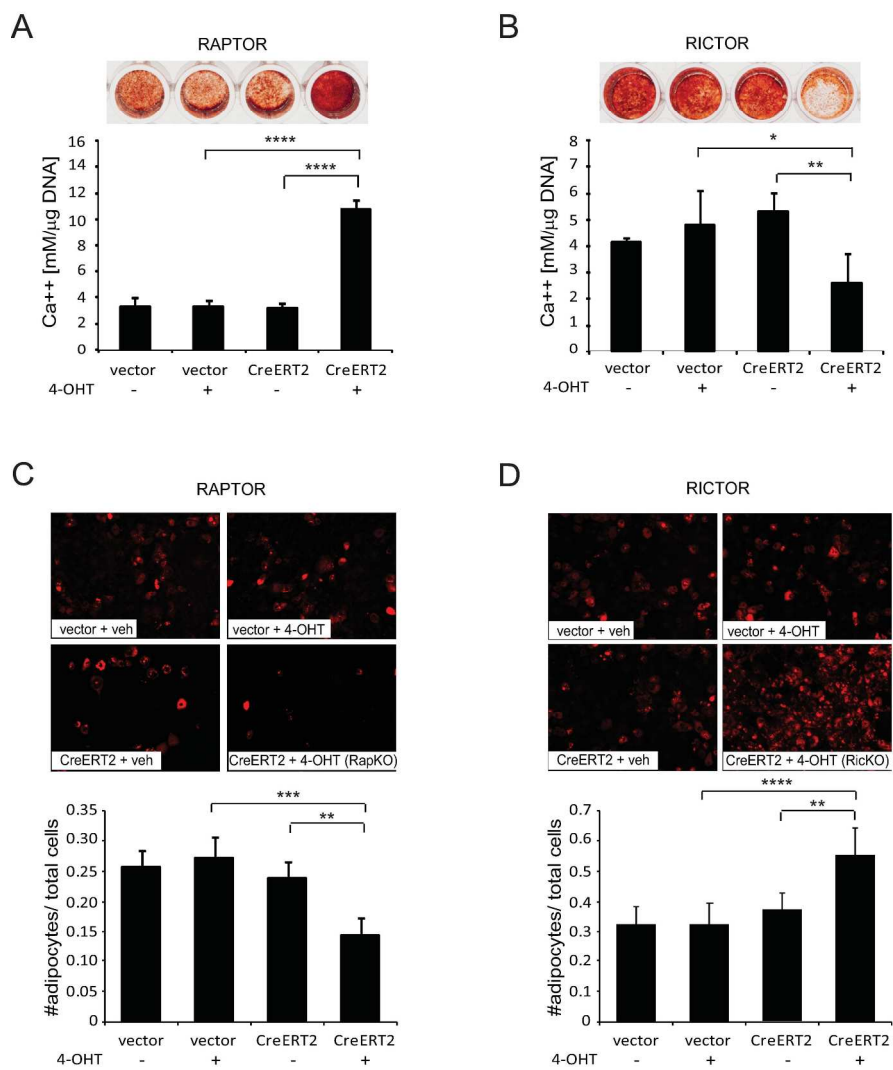 A
RAPTOR
****
****
Ca++ [mM/µg DNA]
16
14
12
10
8
6
4
2
0
vector vector CreERT2 CreERT2
4-OHT - + - +
B
RICTOR
*
**
Ca++ [mM/µg DNA]
8
7
6
5
4
2
3
2
1
0
vector vector CreERT2 CreERT2
4-OHT - + - +
C
RAPTOR
vector + veh
vector + 4-OHT
CreERT2 + veh
CreERT2 + 4-OHT (RapKO)
***
**
#adipocytes/ total cells
0.35
0.30
0.25
0.20
0.15
0.10
0.05
0
vector vector CreERT2 CreERT2
4-OHT - + - +
D
RICTOR
vector + veh
vector + 4-OHT
CreERT2 + veh
CreERT2 + 4-OHT (RicKO)
****
**
#adipocytes/ total cells
0.7
0.6
0.5
0.4
0.3
0.2
0.1
0
vector vector CreERT2 CreERT2
4-OHT - + - +